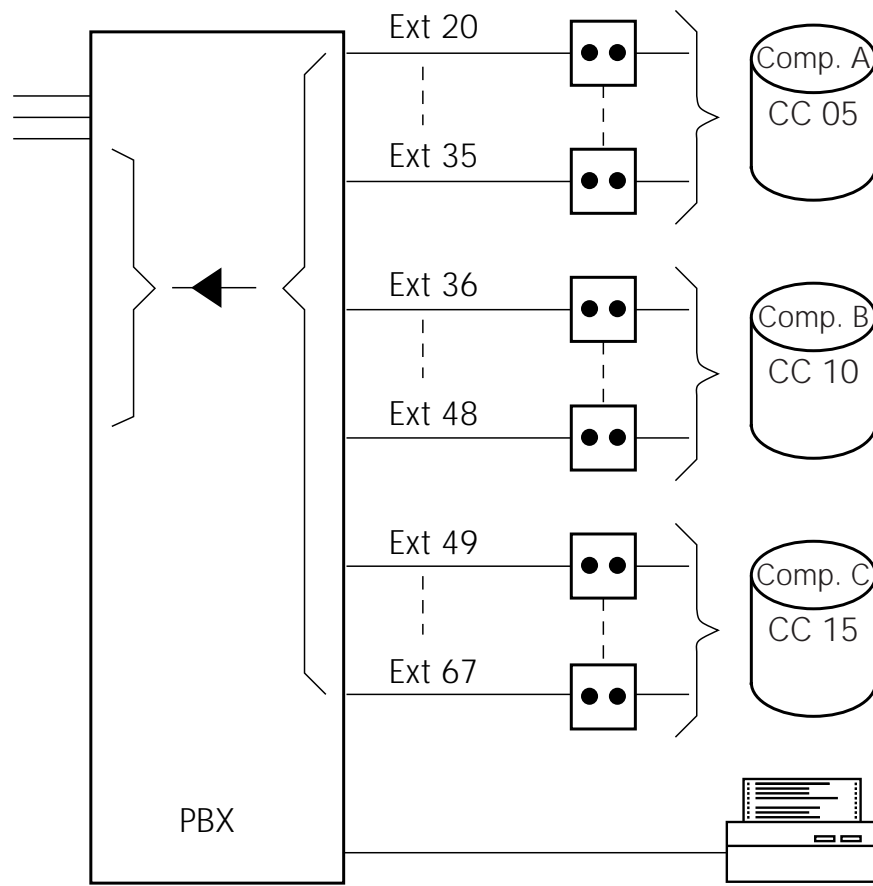 Ext 20
Comp. A
CC 05
Ext 35
Ext 36
Comp. B
CC 10
Ext 48
Ext 49
Comp. C
CC 15
Ext 67
PBX